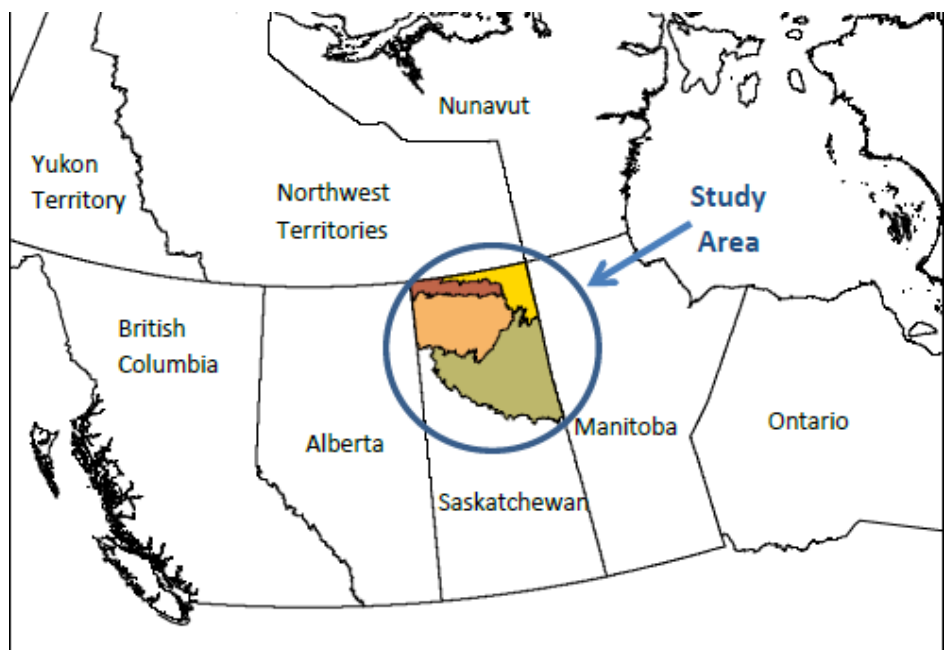 Nunavut
Yukon
Territory
Northwest
Territories
Study
Area
British
Columbia
Alberta
Manitoba
Ontario
Saskatchewan